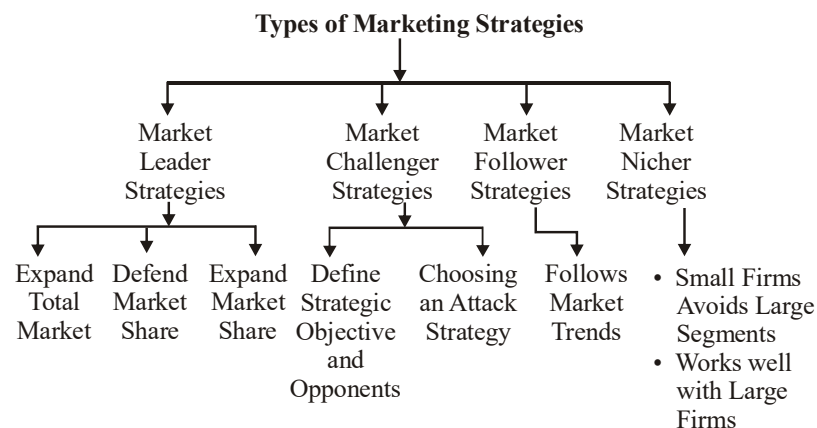 Types of Marketing Strategies
Market
Leader
Strategies
Market
Challenger
Strategies
Market
Follower
Strategies
Market
Nicher
Strategies
Expand
Total
Market
Defend
Market
Share
Expand
Market
Share
Define
Strategic
Objective
and
Opponents
Choosing
an Attack
Strategy
Follows
Market
Trends
• Small Firms
Avoids Large
Segments
• Works well
with Large
Firms